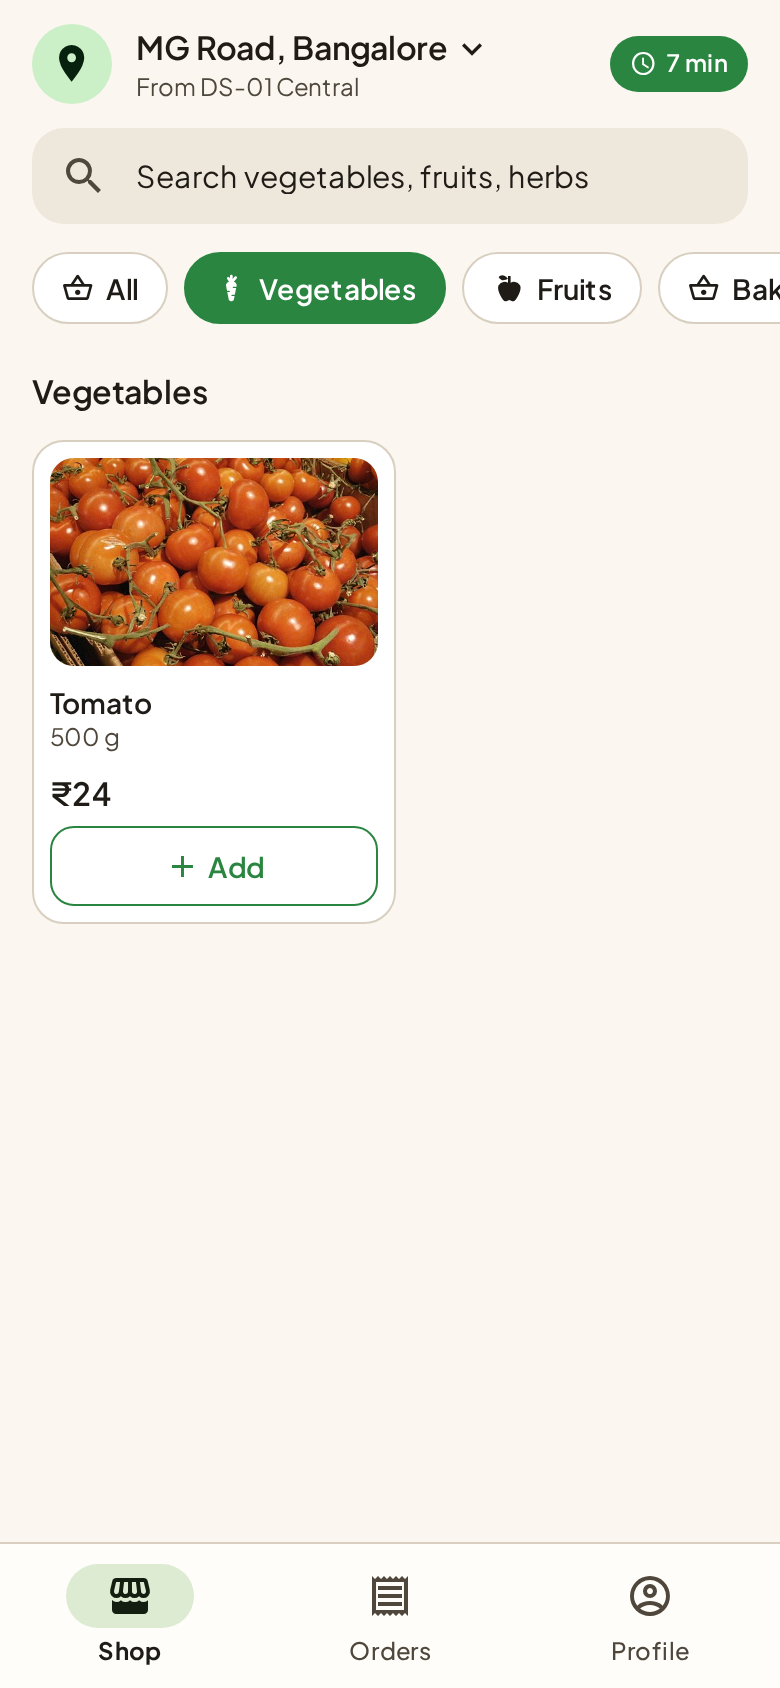 MG Road, Bangalore
From DS-01 Central
7 min
Search vegetables, fruits, herbs
All
Vegetables
Fruits
Bak
Vegetables
Tomato
500 g
₹24
+ Add
Shop
Orders
Profile